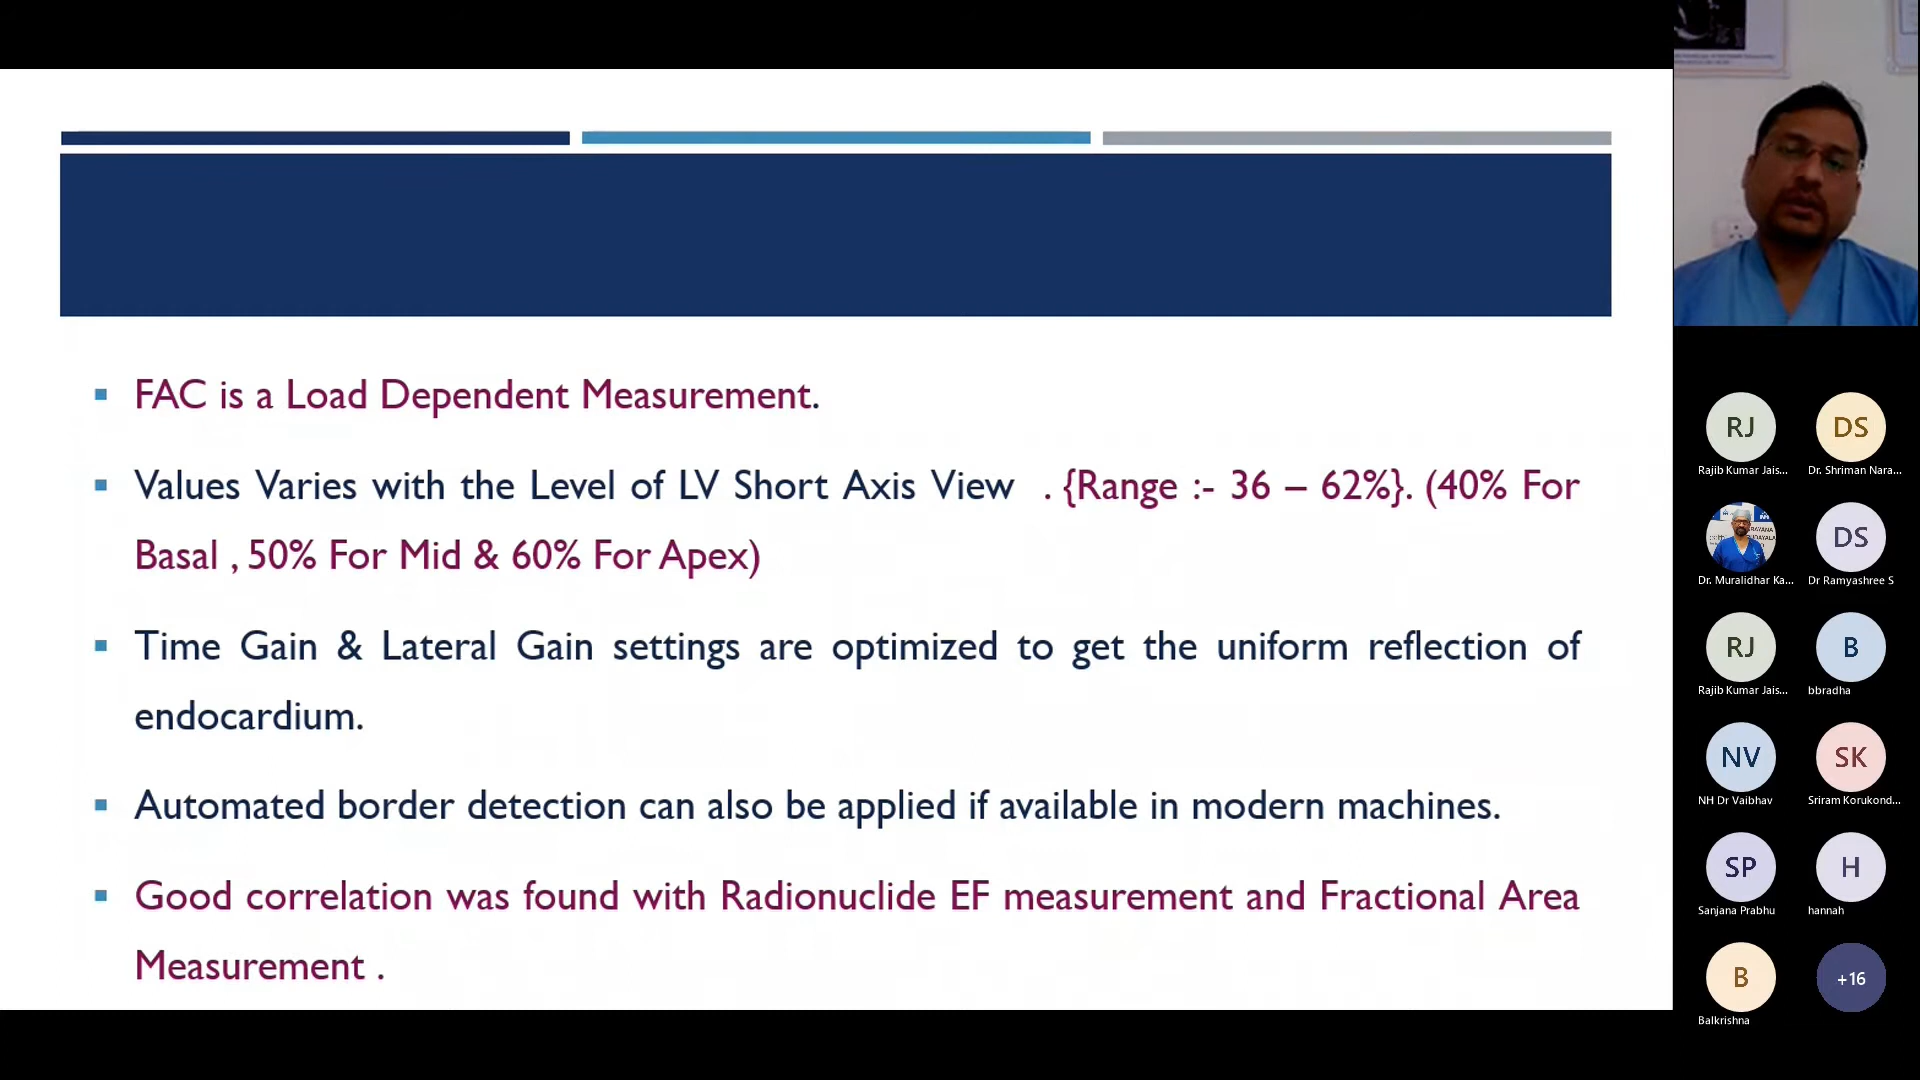 FAC is a Load Dependent Measurement.
Values Varies with the Level of LV Short Axis View . {Range :- 36 – 62%}. (40% For
Basal , 50% For Mid & 60% For Apex)
Time Gain & Lateral Gain settings are optimized to get the uniform reflection of
endocardium.
Automated border detection can also be applied if available in modern machines.
Good correlation was found with Radionuclide EF measurement and Fractional Area
Measurement .
RJ
DS
Rajib Kumar Jais...
Dr. Shriman Nara...
DS
Dr. Muralidhar Ka...
Dr Ramyashree S
RJ
B
Rajib Kumar Jais...
bbradha
NV
SK
NH Dr Vaibhav
Sriram Korukond...
SP
H
Sanjana Prabhu
hannah
B
+16
Balkrishna